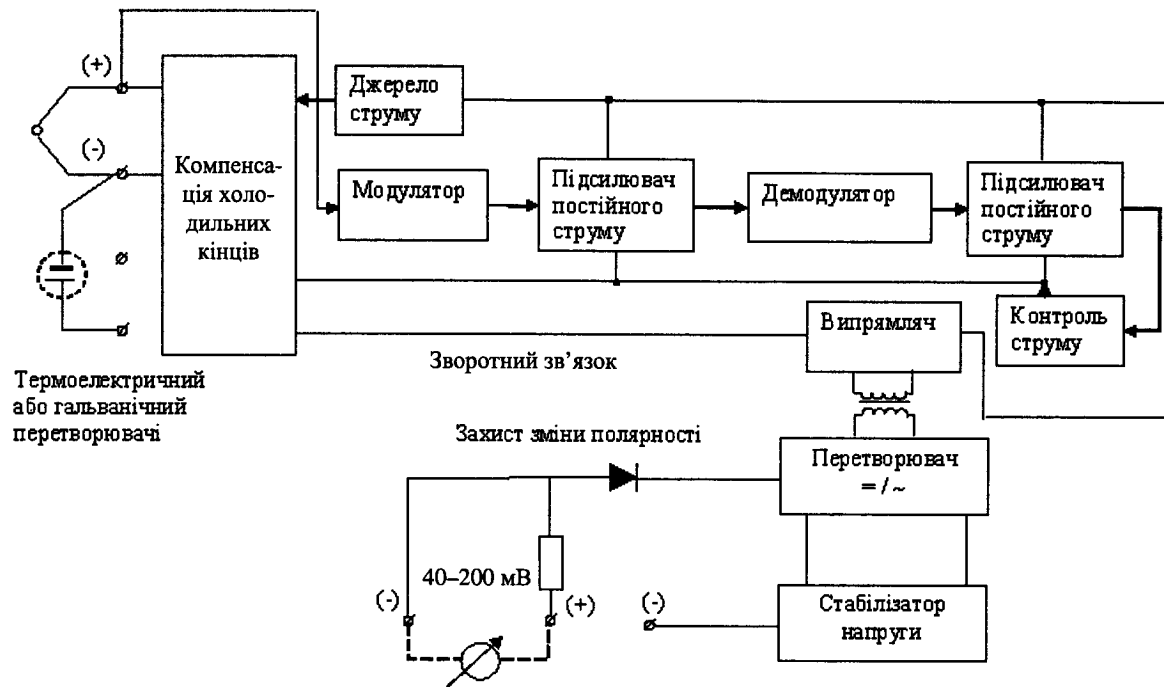 (+)
(-)
Компенса-
ція холо-
дильних
кінців
Джерело
струму
Модулятор
Підсилювач
постійного
струму
Демодулятор
Підсилювач
постійного
струму
Контроль
струму
Випрямляч
Зворотний зв’язок
Термоелектричний
або гальванічний
перетворювачі
Захист зміни полярності
Перетворювач
= / ~
40–200 мВ
(-)
(+)
(-)
Стабілізатор
напруги